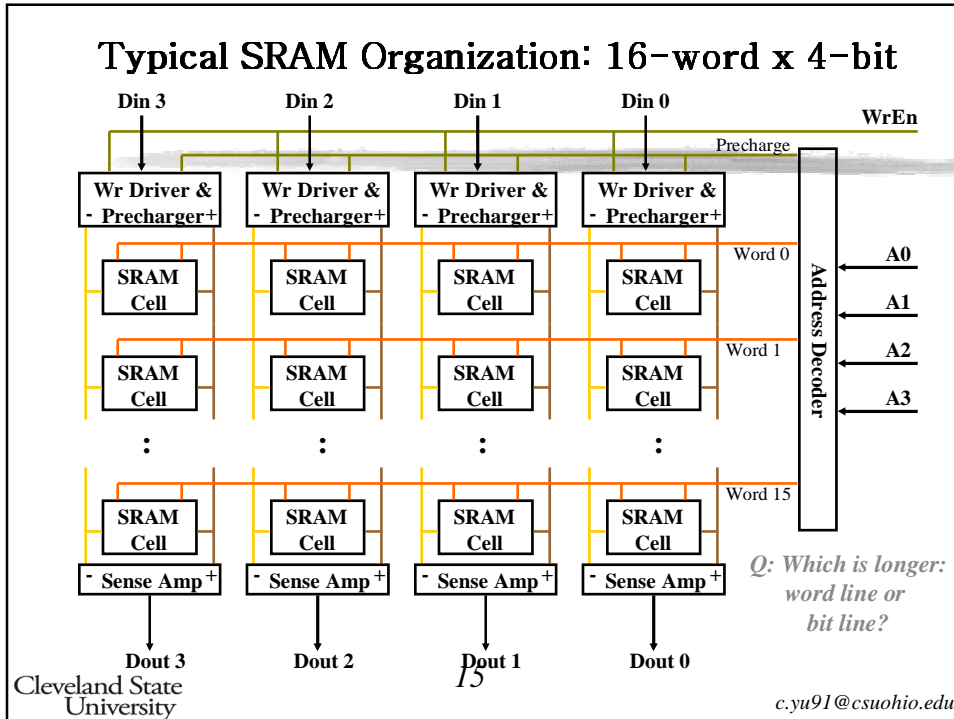 Typical SRAM Organization: 16-word x 4-bit
Din 3 Din 2 Din 1 Din 0
WrEn
Precharge
Wr Driver & Wr Driver & Wr Driver & Wr Driver &
- Precharger+ - Precharger+ - Precharger+ - Precharger+
Word 0
SRAM SRAM SRAM SRAM
Cell Cell Cell Cell
A0
A1
Word 1
SRAM SRAM SRAM SRAM
Cell Cell Cell Cell
A2
A3
Address Decoder
: : : :
Word 15
SRAM SRAM SRAM SRAM
Cell Cell Cell Cell
- Sense Amp + - Sense Amp + - Sense Amp + - Sense Amp +
Q: Which is longer:
word line or
bit line?
Dout 3 Dout 2 Dout 1 Dout 0
15
Cleveland State
University
c.yu91@csuohio.edu